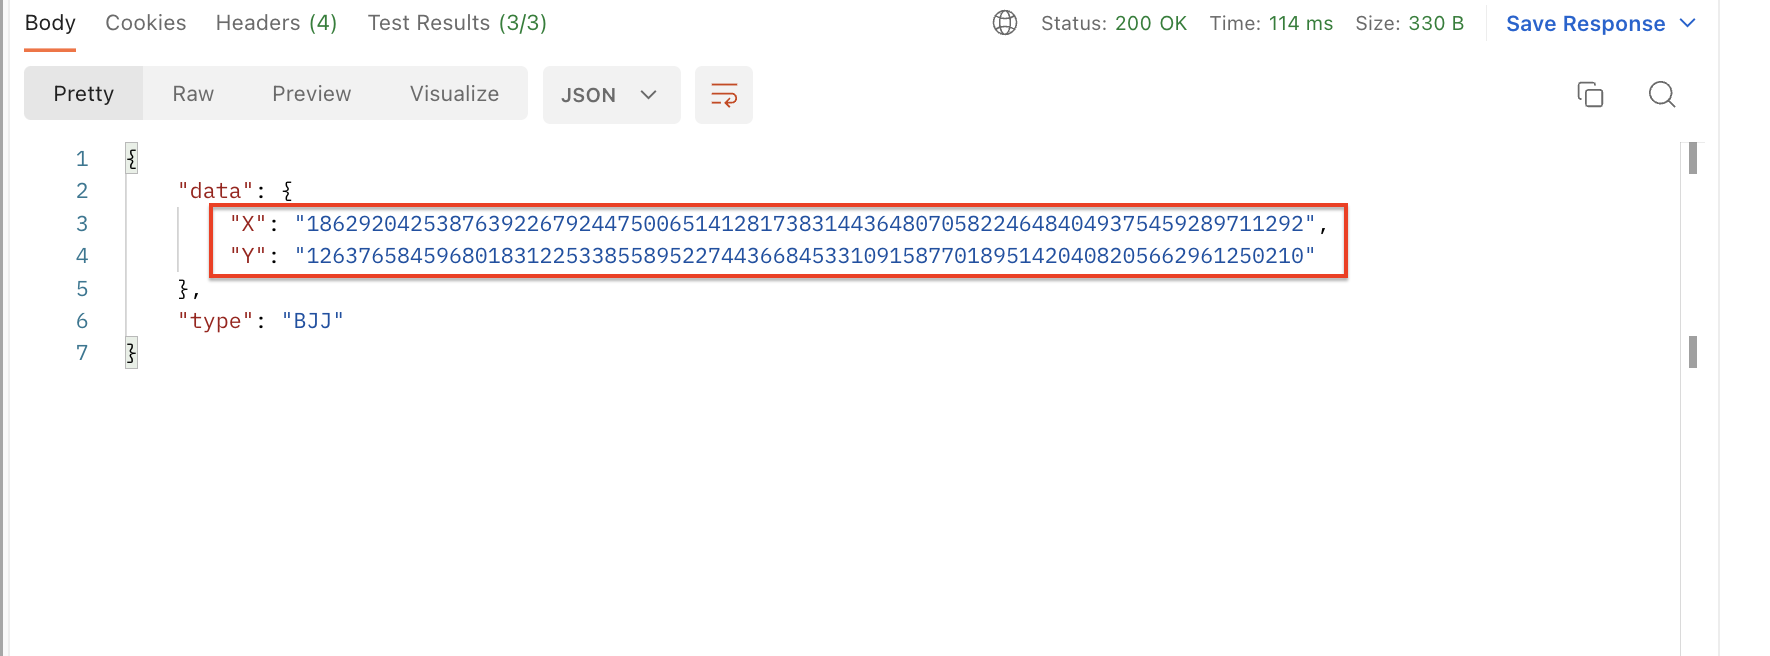 Body Cookies Headers (4) Test Results (3/3) Status: 200 OK Time: 114 ms Size: 330 B Save Response
Pretty Raw Preview Visualize JSON
1 {
2 "data": {
3 "X": "18629204253876392267924475006514128173831443648070582246484049375459289711292",
4 "Y": "12637658459680183122533855895227443668453310915877018951420408205662961250210"
5 },
6 "type": "BJJ"
7 }